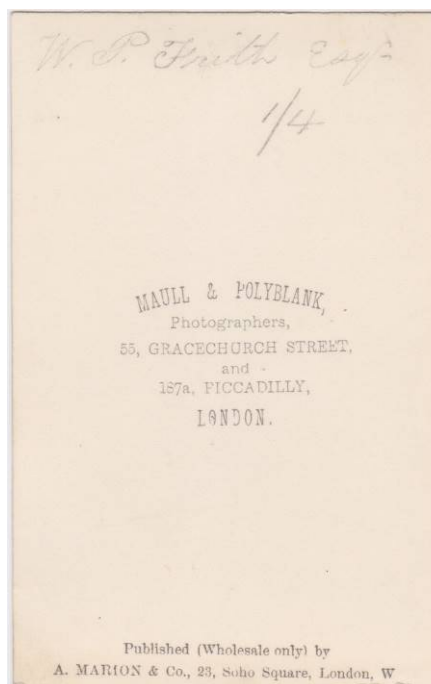 W. P. Frith Esqr
1/4
MAULL & POLYBLANK,
Photographers,
55, GRACECHURCH STREET,
and
187a, PICCADILLY,
LONDON.
Published (Wholesale only) by
A. MARION & Co., 23, Soho Square, London, W